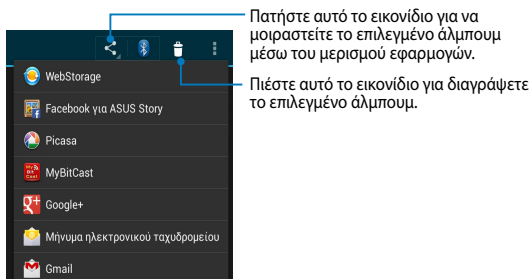 Πατήστε αυτό το εικονίδιο για να
μοιραστείτε το επιλεγμένο άλμπουμ
μέσω του μερισμού εφαρμογών.
Πιέστε αυτό το εικονίδιο για διαγράψετε
το επιλεγμένο άλμπουμ.
WebStorage
Facebook για ASUS Story
Picasa
MyBitCast
Google+
Μήνυμα ηλεκτρονικού ταχυδρομείου
Gmail